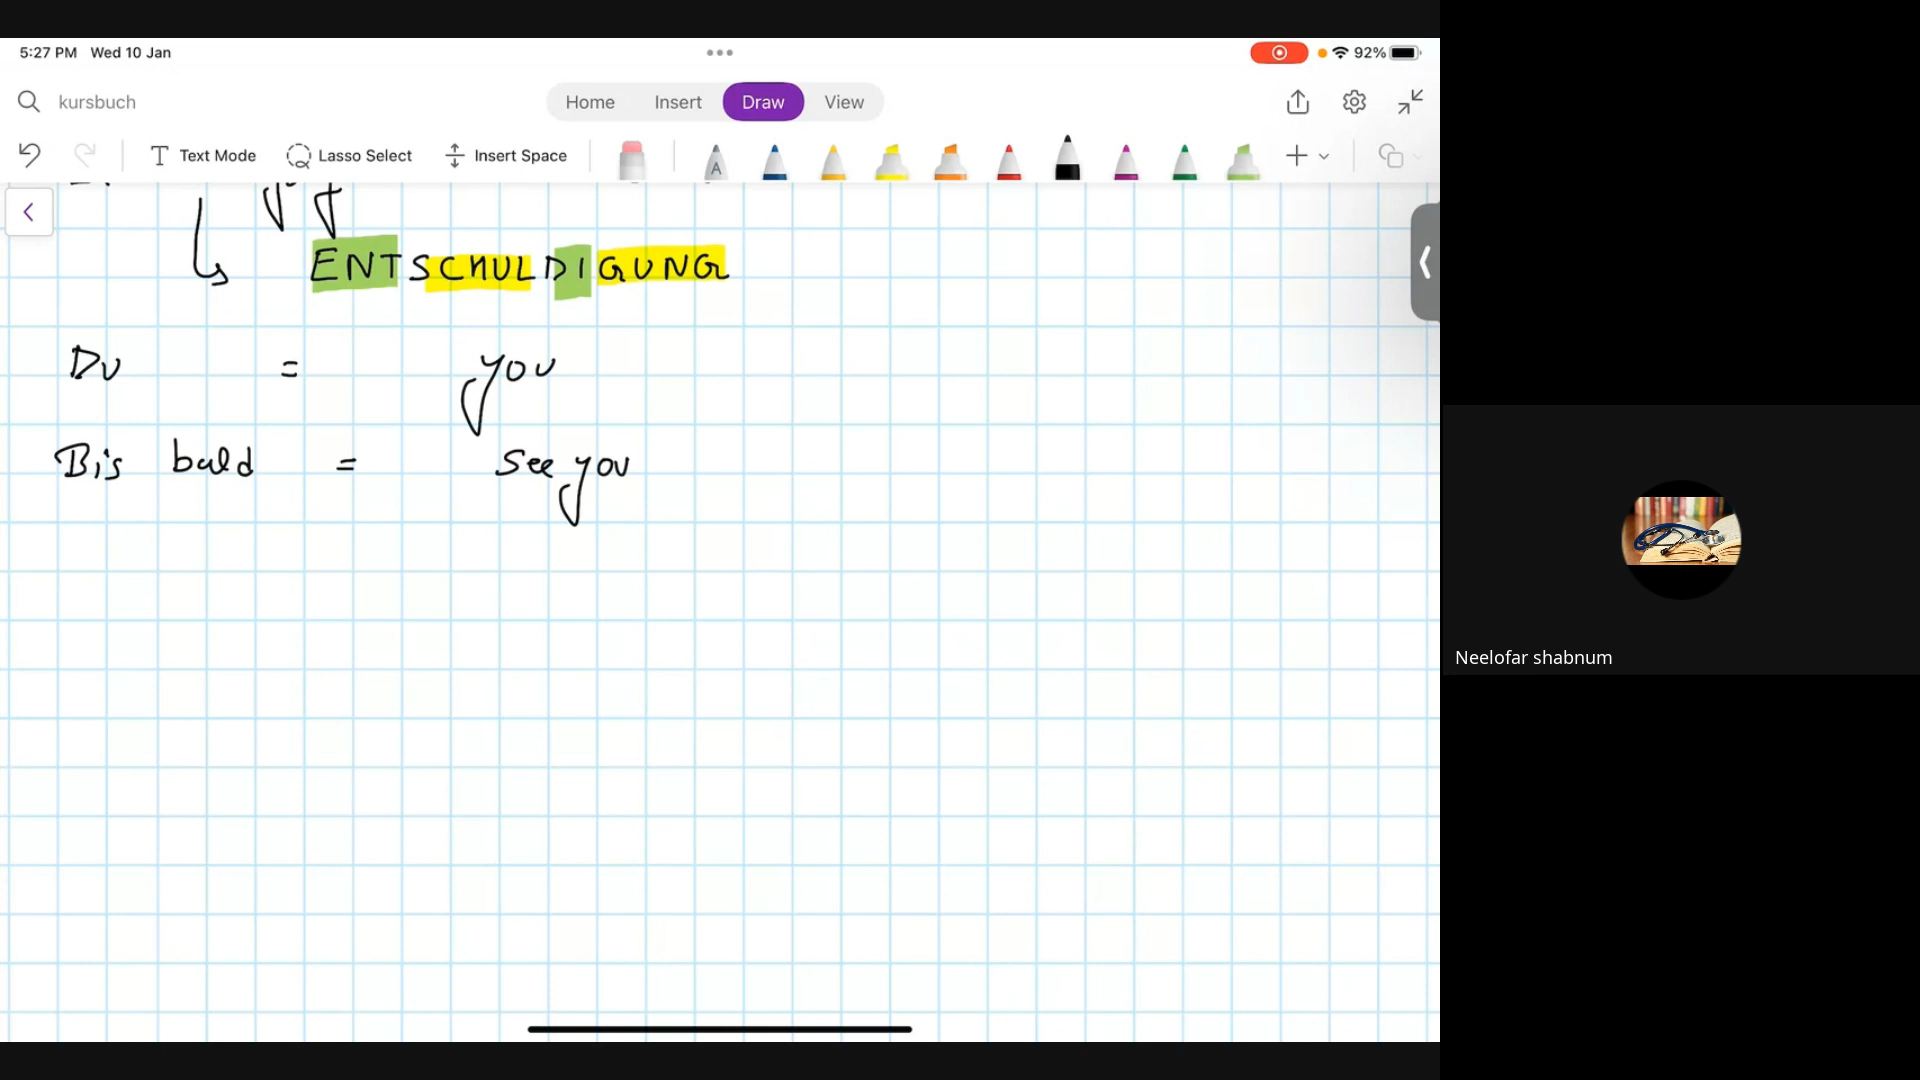 5:27 PM Wed 10 Jan 92%
kursbuch Home Insert Draw View
Text Mode Lasso Select Insert Space A
ENTSCHULDIGUNG
Du = you
Bis bald = See you
Neelofar shabnum